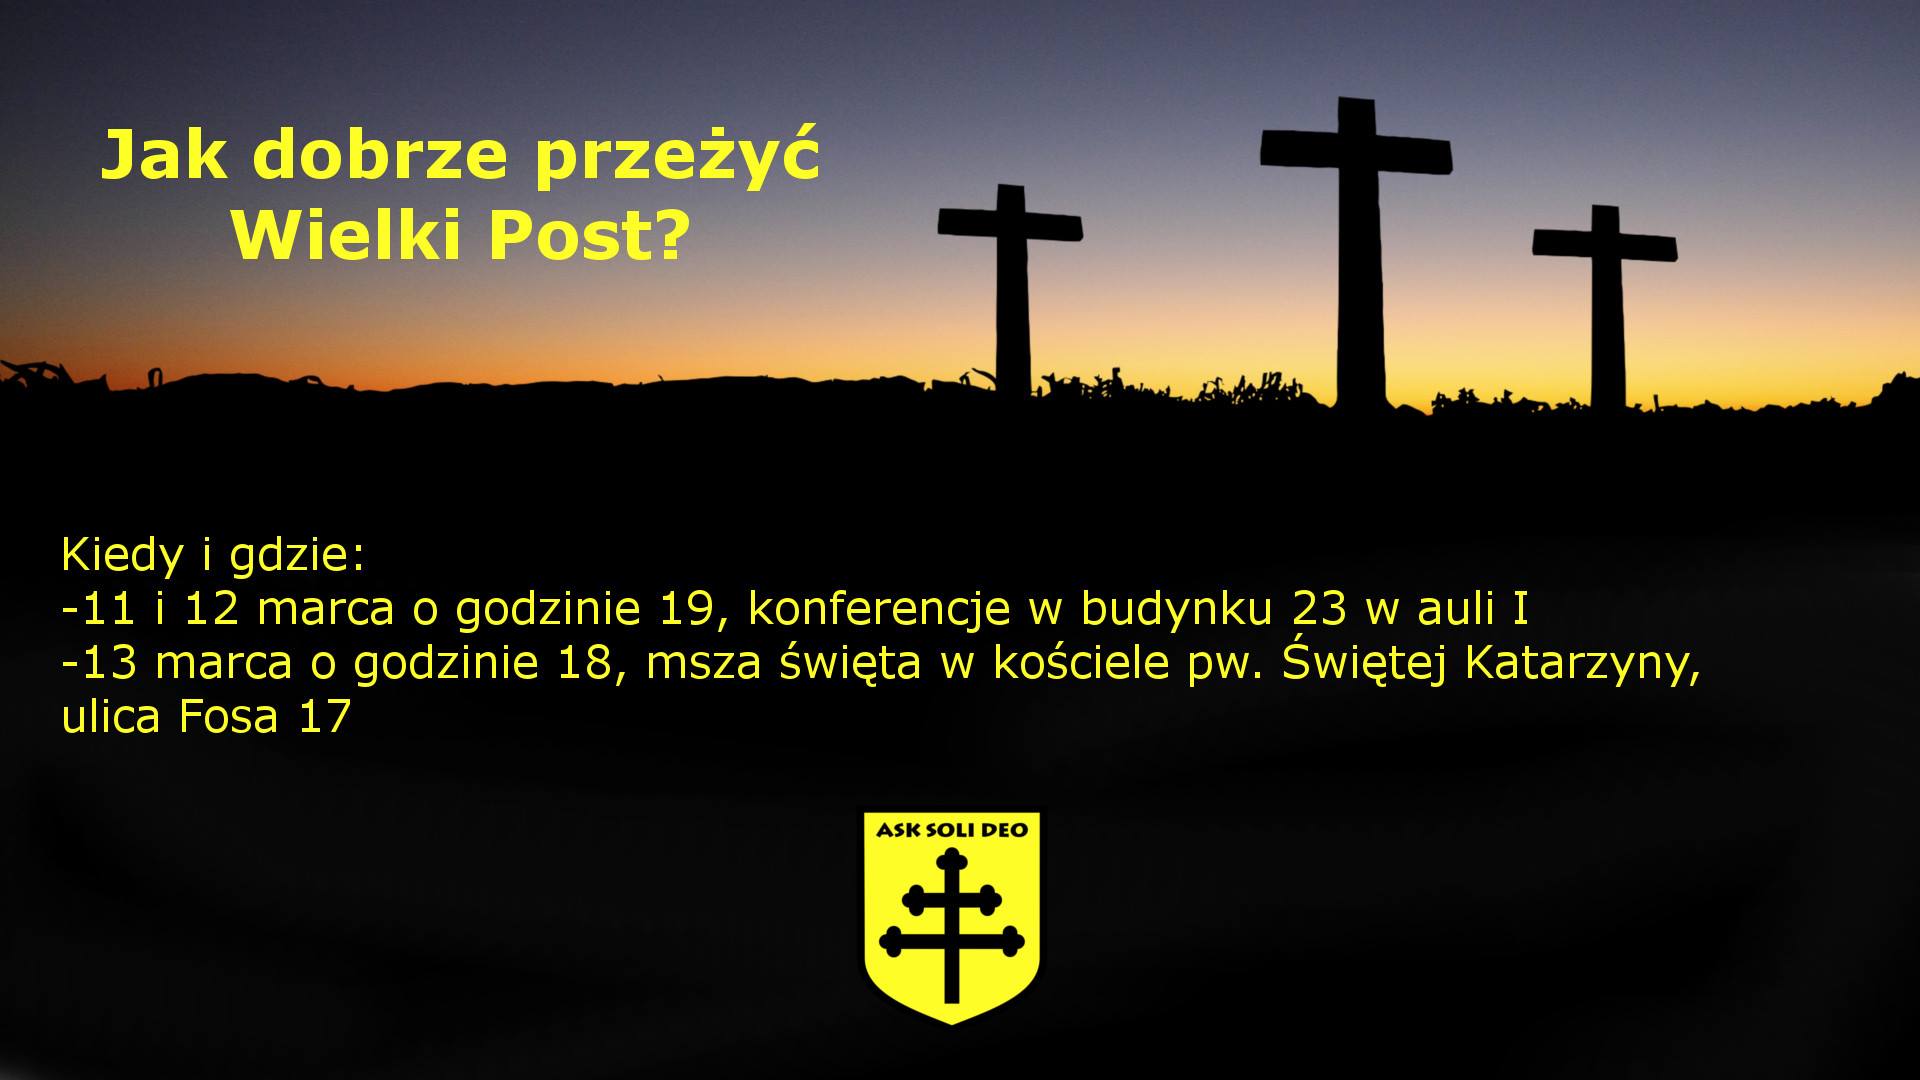 Jak dobrze przeżyć
Wielki Post?
Kiedy i gdzie:
-11 i 12 marca o godzinie 19, konferencje w budynku 23 w auli I
-13 marca o godzinie 18, msza święta w kościele pw. Świętej Katarzyny,
ulica Fosa 17
ASK SOLI DEO